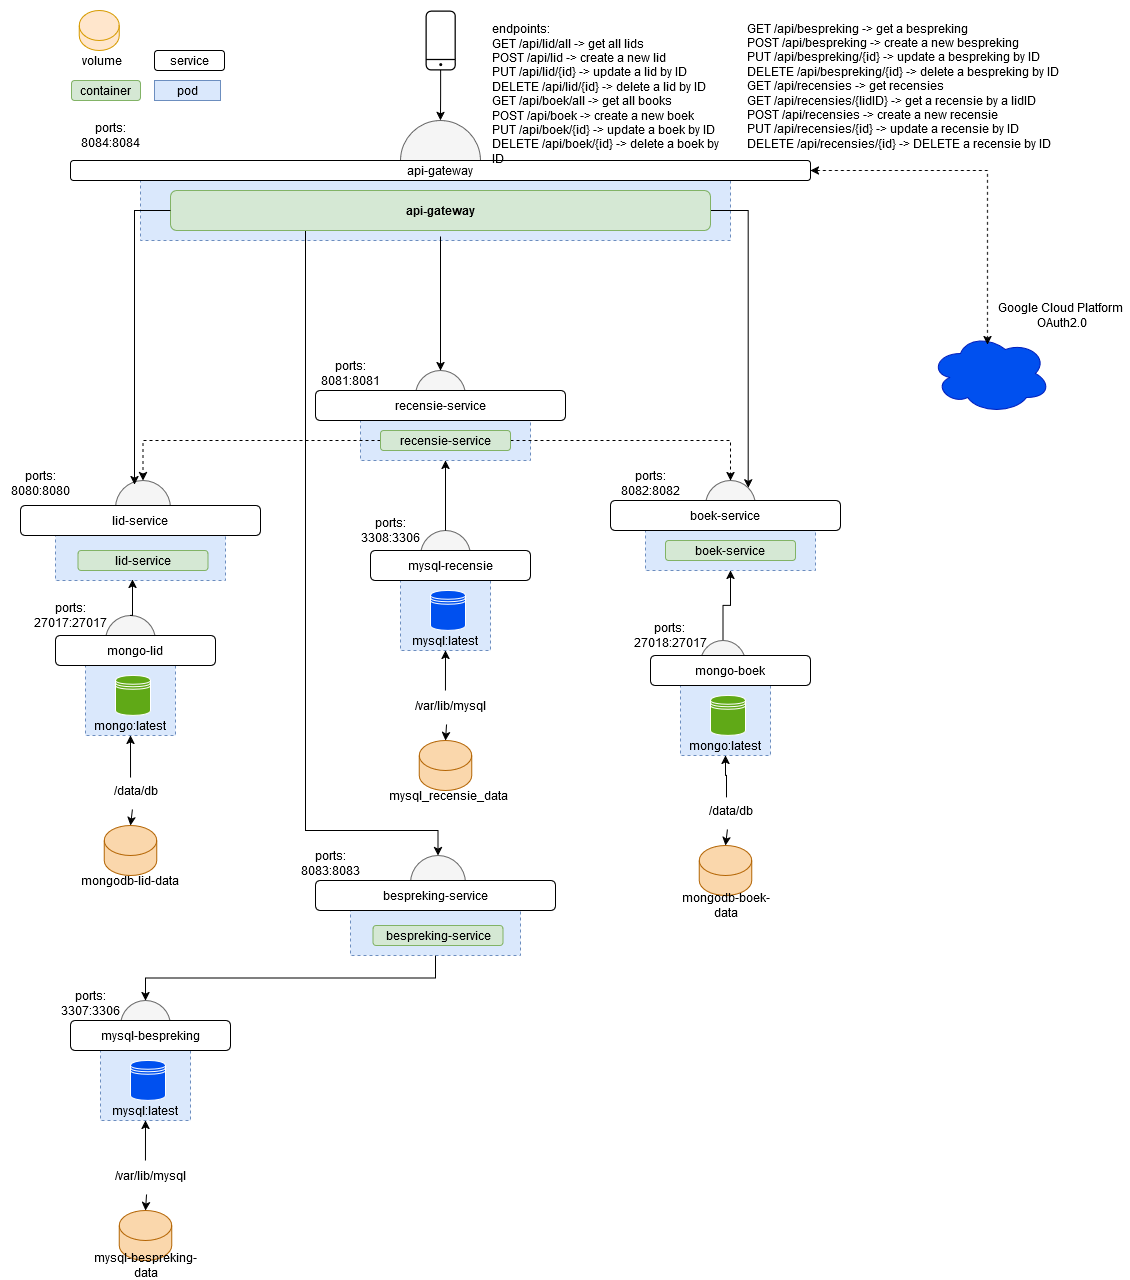 volume
service
container
pod
endpoints:
GET /api/lid/all -> get all lids
POST /api/lid -> create a new lid
PUT /api/lid/{id} -> update a lid by ID
DELETE /api/lid/{id} -> delete a lid by ID
GET /api/boek/all -> get all books
POST /api/boek -> create a new boek
PUT /api/boek/{id} -> update a boek by ID
DELETE /api/boek/{id} -> delete a boek by
ID
GET /api/bespreking -> get a bespreking
POST /api/bespreking -> create a new bespreking
PUT /api/bespreking/{id} -> update a bespreking by ID
DELETE /api/bespreking/{id} -> delete a bespreking by ID
GET /api/recensies -> get recensies
GET /api/recensies/{lidID} -> get a recensie by a lidID
POST /api/recensies -> create a new recensie
PUT /api/recensies/{id} -> update a recensie by ID
DELETE /api/recensies/{id} -> DELETE a recensie by ID
ports:
8084:8084
api-gateway
api-gateway
Google Cloud Platform
OAuth2.0
ports:
8081:8081
recensie-service
recensie-service
ports:
8080:8080
lid-service
lid-service
ports:
8082:8082
boek-service
boek-service
ports:
3308:3306
mysql-recensie
mysql:latest
/var/lib/mysql
mysql_recensie_data
ports:
27017:27017
mongo-lid
mongo:latest
/data/db
mongodb-lid-data
ports:
27018:27017
mongo-boek
mongo:latest
/data/db
mongodb-boek-
data
ports:
8083:8083
bespreking-service
bespreking-service
ports:
3307:3306
mysql-bespreking
mysql:latest
/var/lib/mysql
mysql-bespreking-
data